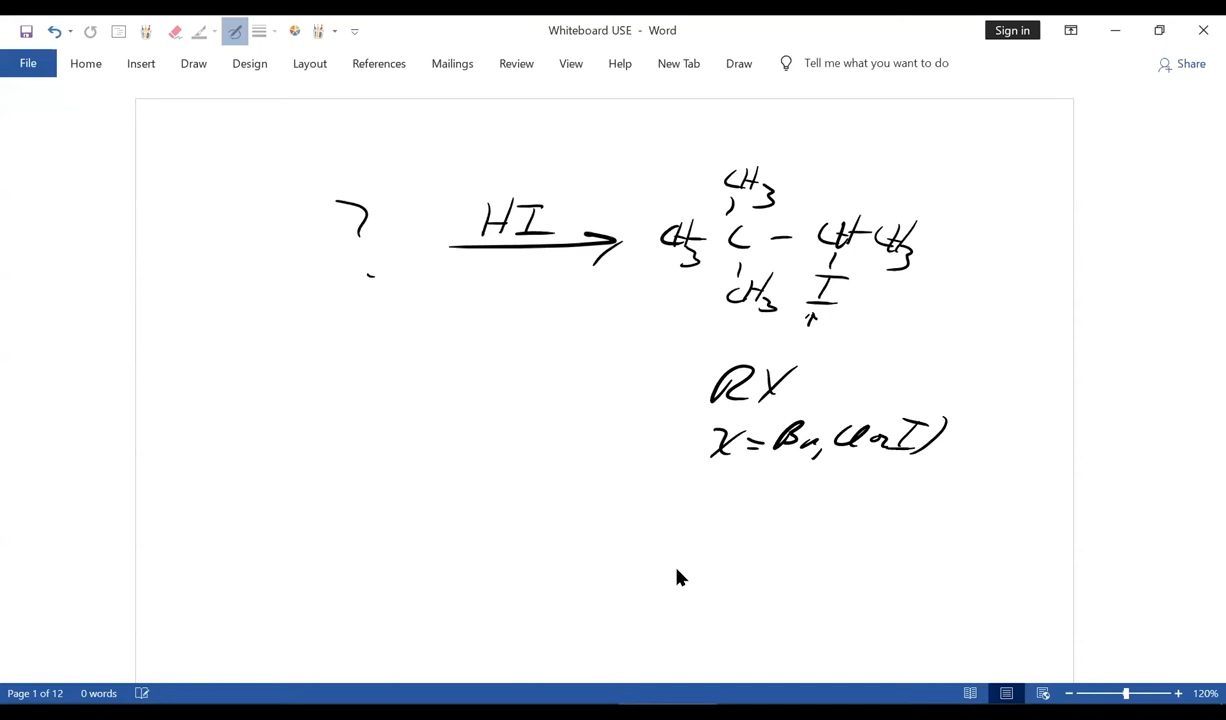 Whiteboard USE - Word
Sign in
File Home Insert Draw Design Layout References Mailings Review View Help New Tab Draw Tell me what you want to do Share
CH3
? HI CH3 C - CH-CH3
CH3 I
RX
X = Br, Cl or I)
Page 1 of 12 0 words 120%